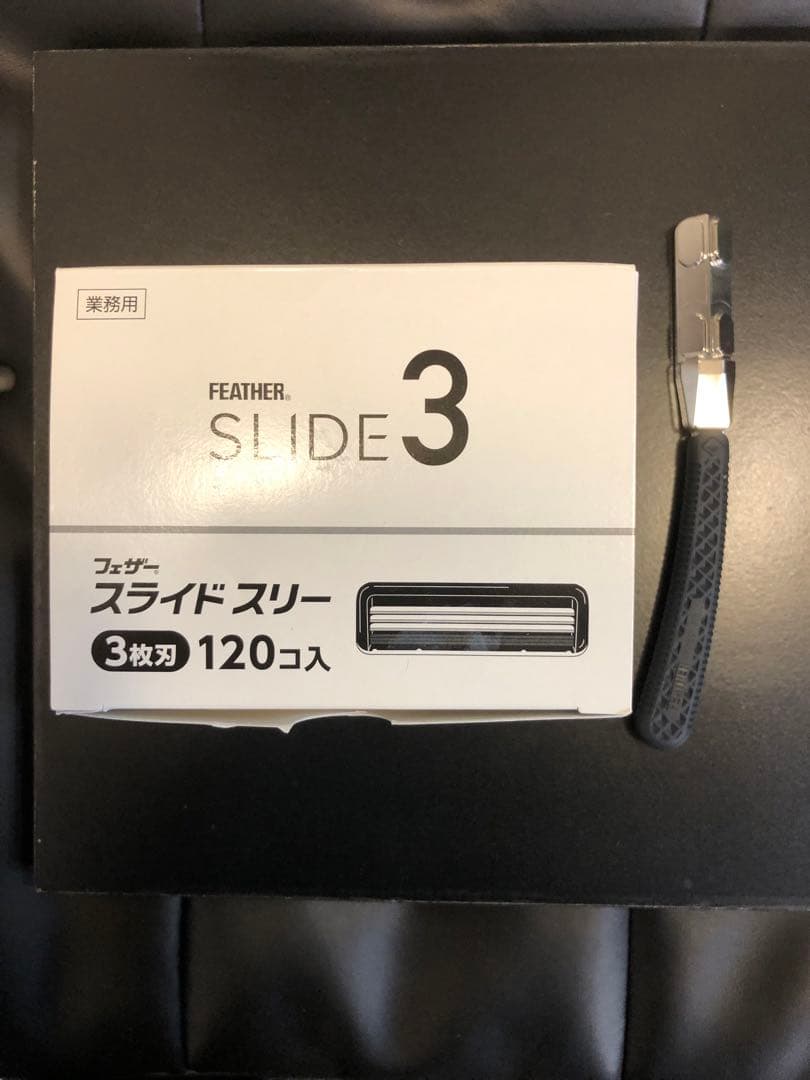 業務用
FEATHER®
SLIDE 3
フェザー®
スライド スリー
3枚刃 120コ入